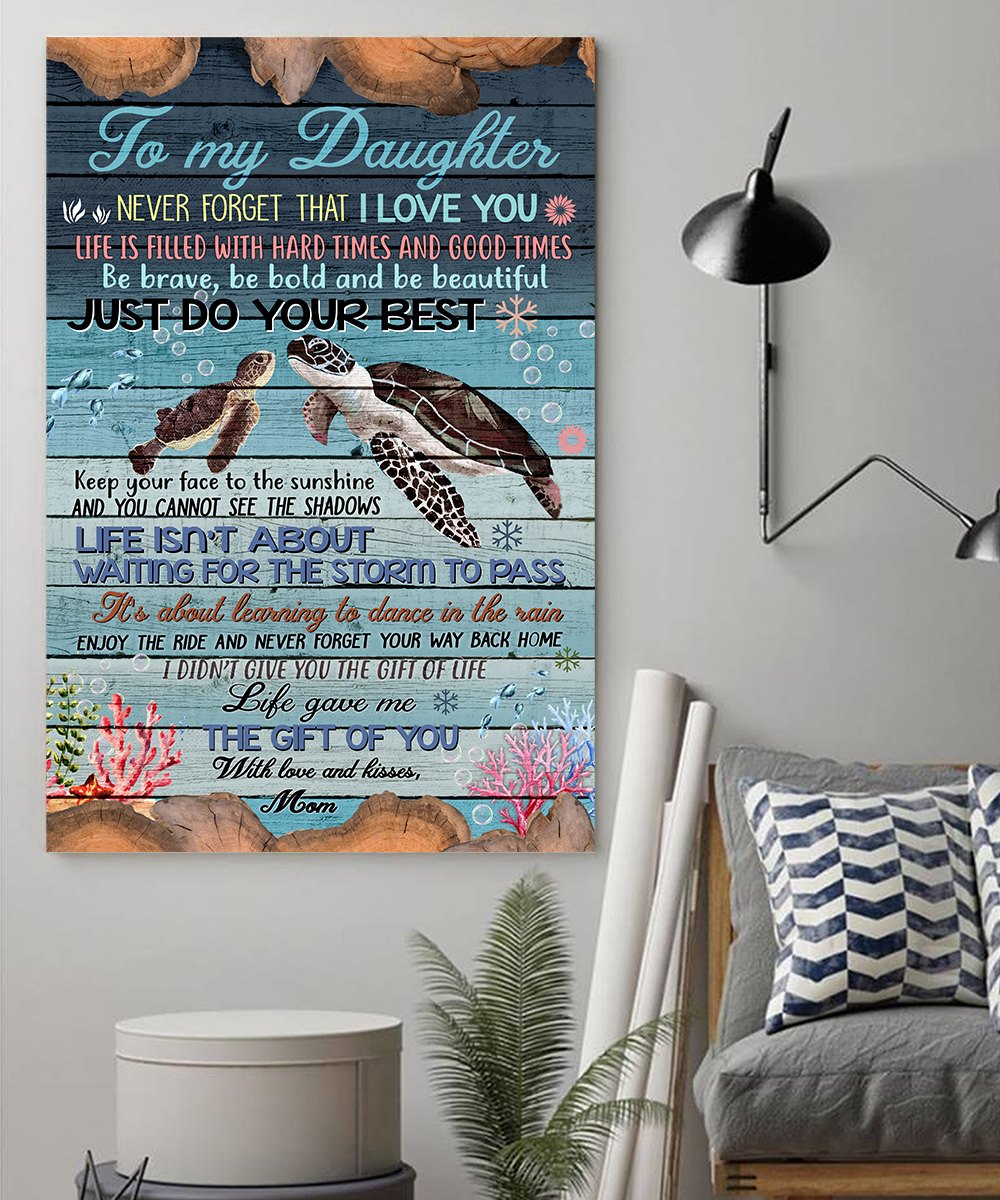 To my Daughter
NEVER FORGET THAT I LOVE YOU
LIFE IS FILLED WITH HARD TIMES AND GOOD TIMES
Be brave, be bold and be beautiful
JUST DO YOUR BEST
Keep your face to the sunshine
AND YOU CANNOT SEE THE SHADOWS
LIFE ISN'T ABOUT
WAITING FOR THE STORM TO PASS
It's about learning to dance in the rain
ENJOY THE RIDE AND NEVER FORGET YOUR WAY BACK HOME
I DIDN'T GIVE YOU THE GIFT OF LIFE
Life gave me
THE GIFT OF YOU
With love and kisses,
Mom